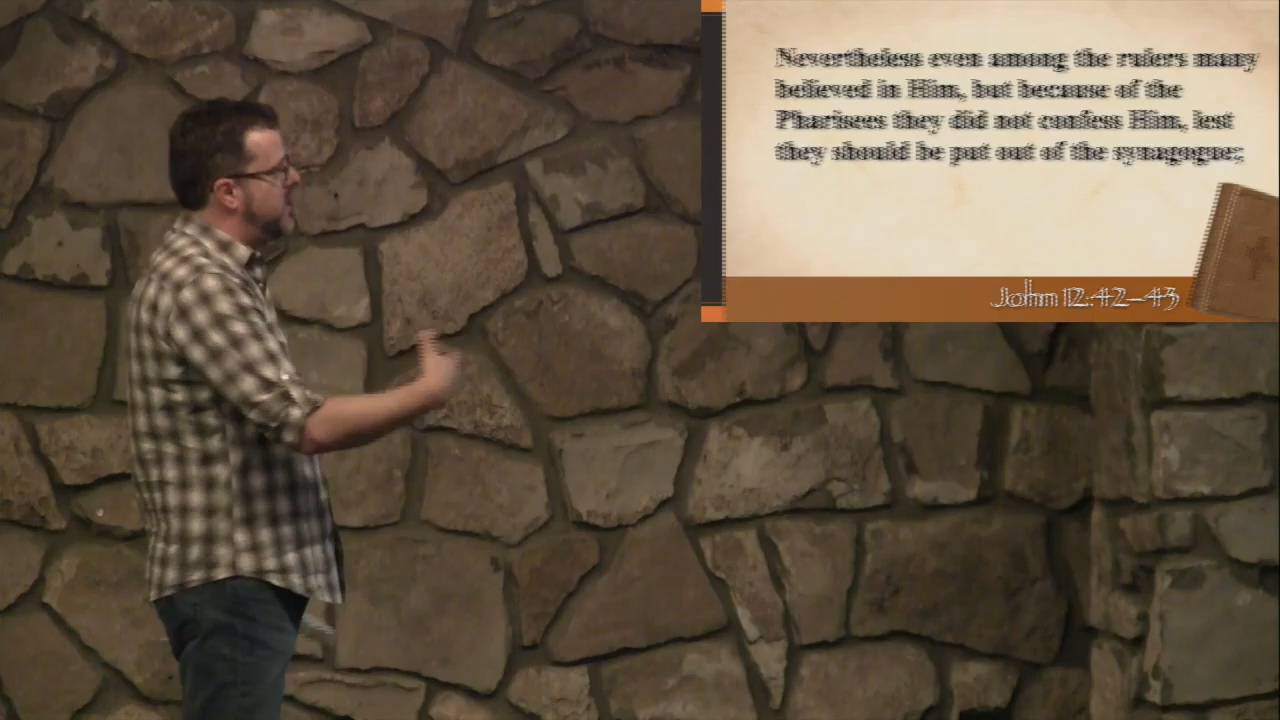 Nevertheless even among the rulers many
believed in Him, but because of the
Pharisees they did not confess Him, lest
they should be put out of the synagogue;
John 12:42-43